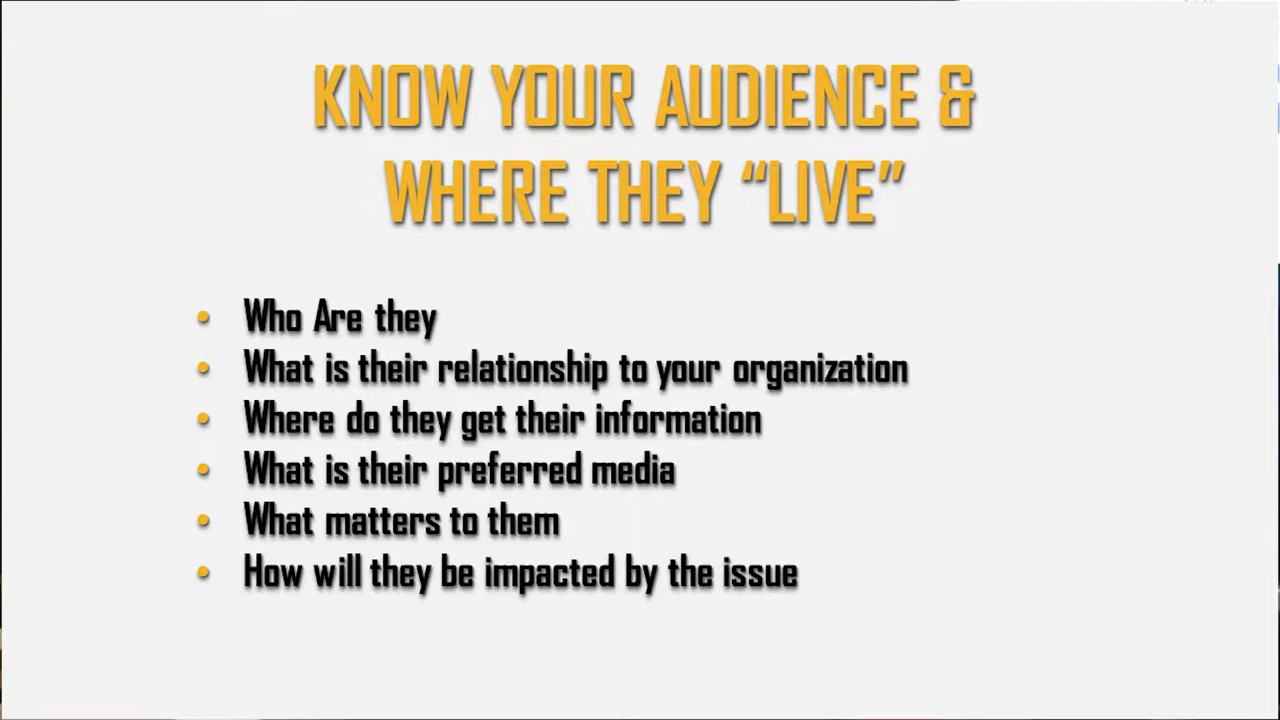 KNOW YOUR AUDIENCE &
WHERE THEY “LIVE”
• Who Are they
• What is their relationship to your organization
• Where do they get their information
• What is their preferred media
• What matters to them
• How will they be impacted by the issue